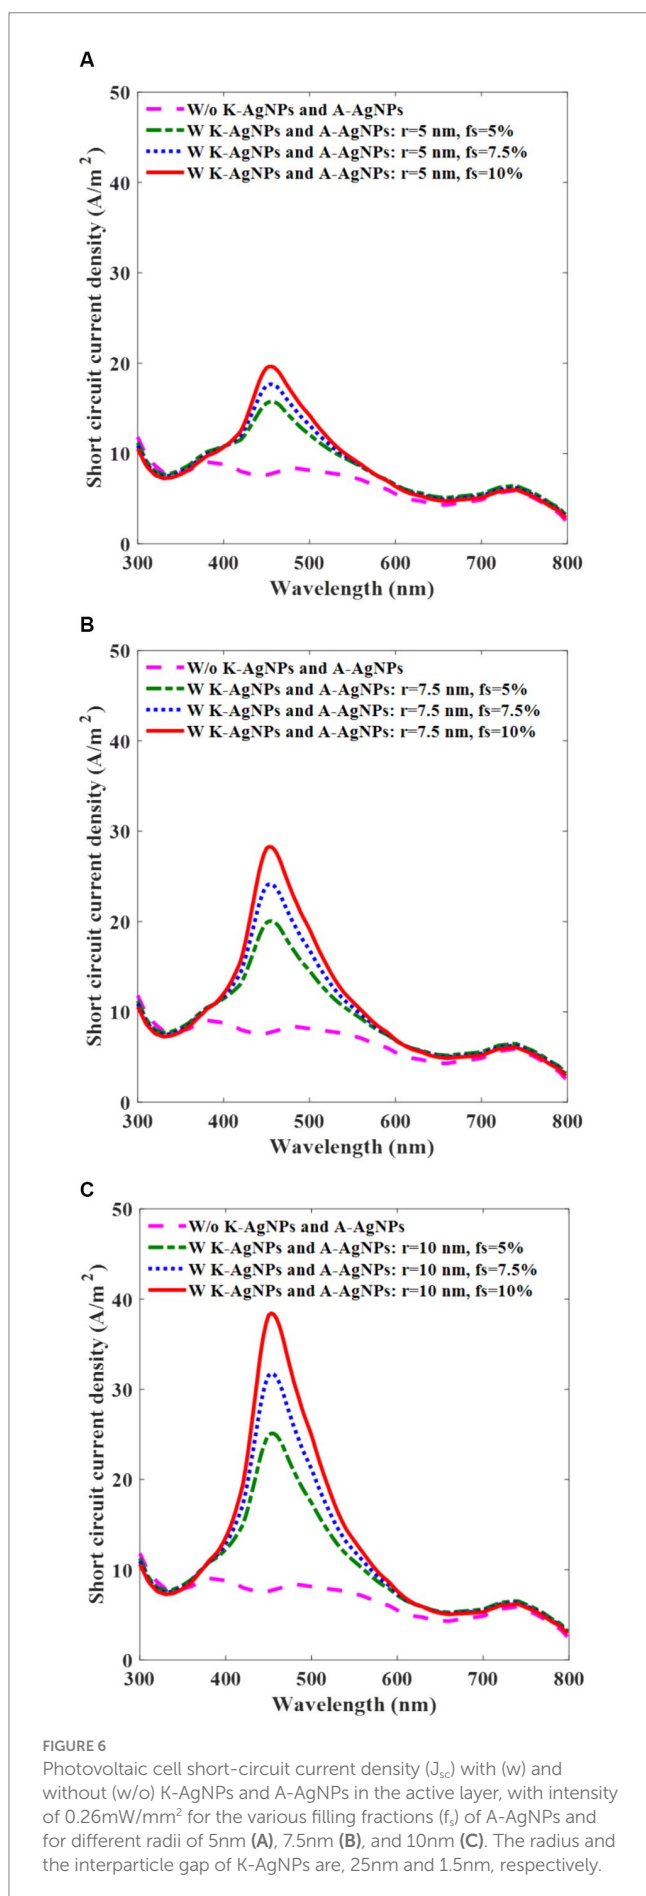 A
50
W/o K-AgNPs and A-AgNPs
W K-AgNPs and A-AgNPs: r=5 nm, fs=5%
W K-AgNPs and A-AgNPs: r=5 nm, fs=7.5%
W K-AgNPs and A-AgNPs: r=5 nm, fs=10%
40
30
20
10
0
Short circuit current density (A/m²)
300 400 500 600 700 800
Wavelength (nm)
B
50
W/o K-AgNPs and A-AgNPs
W K-AgNPs and A-AgNPs: r=7.5 nm, fs=5%
W K-AgNPs and A-AgNPs: r=7.5 nm, fs=7.5%
W K-AgNPs and A-AgNPs: r=7.5 nm, fs=10%
40
30
20
10
0
Short circuit current density (A/m²)
300 400 500 600 700 800
Wavelength (nm)
C
50
W/o K-AgNPs and A-AgNPs
W K-AgNPs and A-AgNPs: r=10 nm, fs=5%
W K-AgNPs and A-AgNPs: r=10 nm, fs=7.5%
W K-AgNPs and A-AgNPs: r=10 nm, fs=10%
40
30
20
10
0
Short circuit current density (A/m²)
300 400 500 600 700 800
Wavelength (nm)
FIGURE 6
Photovoltaic cell short-circuit current density (Jsc) with (w) and
without (w/o) K-AgNPs and A-AgNPs in the active layer, with intensity
of 0.26mW/mm² for the various filling fractions (fs) of A-AgNPs and
for different radii of 5nm (A), 7.5nm (B), and 10nm (C). The radius and
the interparticle gap of K-AgNPs are, 25nm and 1.5nm, respectively.